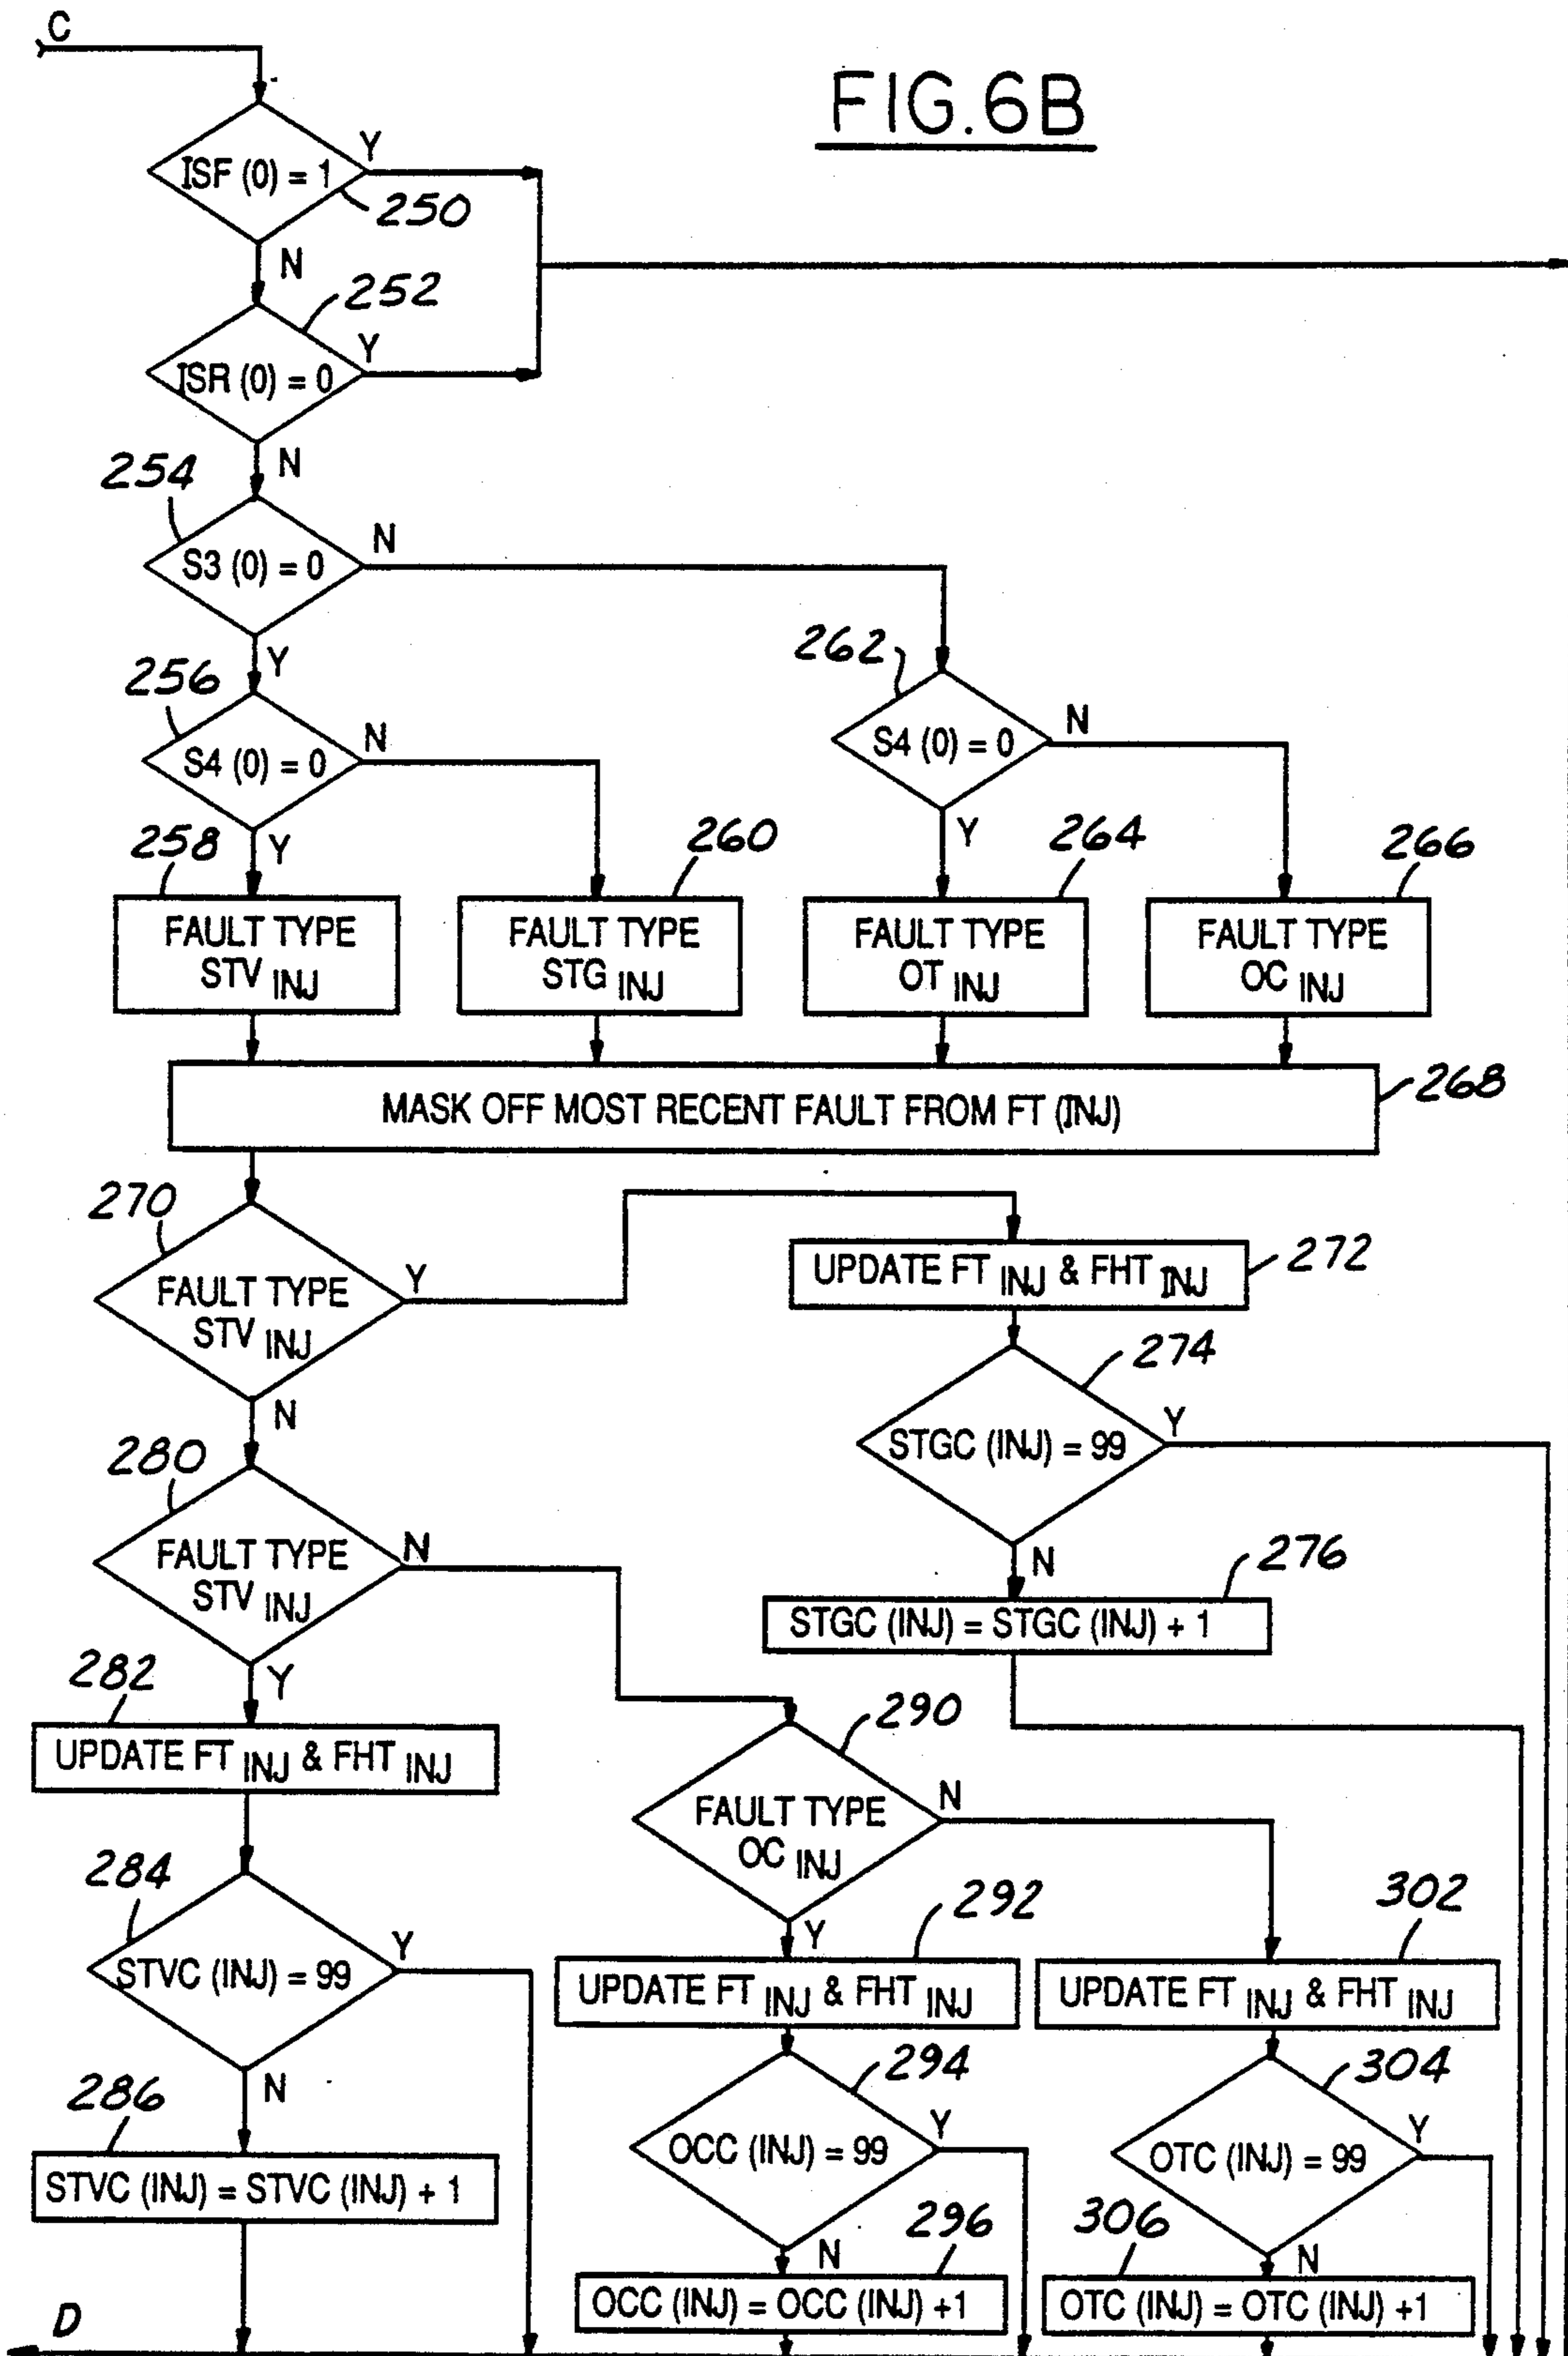 C
FIG.6B
ISF (0) = 1
Y
250
N
252
ISR (0) = 0
Y
N
254
S3 (0) = 0
N
Y
256
S4 (0) = 0
N
Y
262
S4 (0) = 0
N
Y
258
FAULT TYPE
STV INJ
260
FAULT TYPE
STG INJ
264
FAULT TYPE
OT INJ
266
FAULT TYPE
OC INJ
MASK OFF MOST RECENT FAULT FROM FT (INJ)
268
270
FAULT TYPE
STV INJ
Y
N
UPDATE FT INJ & FHT INJ
272
274
STGC (INJ) = 99
Y
N
276
STGC (INJ) = STGC (INJ) + 1
280
FAULT TYPE
STV INJ
N
Y
282
UPDATE FT INJ & FHT INJ
284
STVC (INJ) = 99
Y
N
286
STVC (INJ) = STVC (INJ) + 1
290
FAULT TYPE
OC INJ
N
Y
292
UPDATE FT INJ & FHT INJ
294
OCC (INJ) = 99
Y
N
296
OCC (INJ) = OCC (INJ) +1
302
UPDATE FT INJ & FHT INJ
304
OTC (INJ) = 99
Y
N
306
OTC (INJ) = OTC (INJ) +1
D